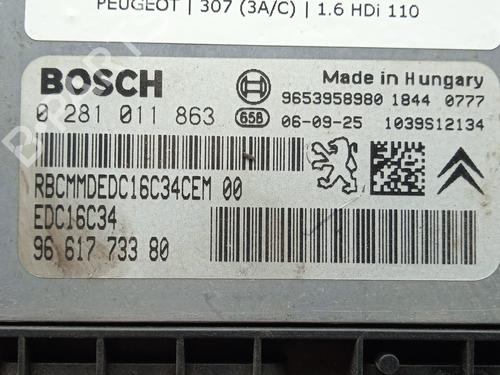 PEUGEOT | 307 (3A/C) | 1.6 HDi 110
BOSCH
Made in Hungary
9653958980 1844 0777
0 281 011 863 658 06-09-25 1039S12134
RBCMMDEDC16C34CEM 00
EDC16C34
96 617 733 80